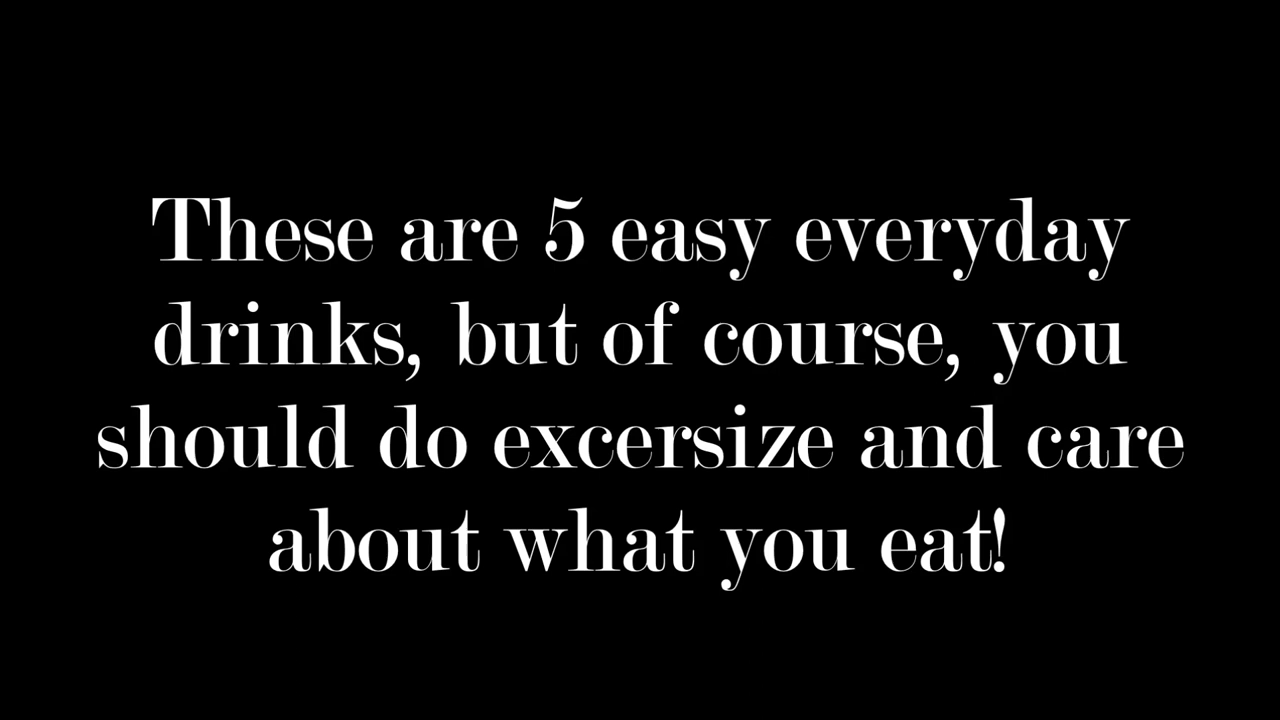 These are 5 easy everyday
drinks, but of course, you
should do excersize and care
about what you eat!